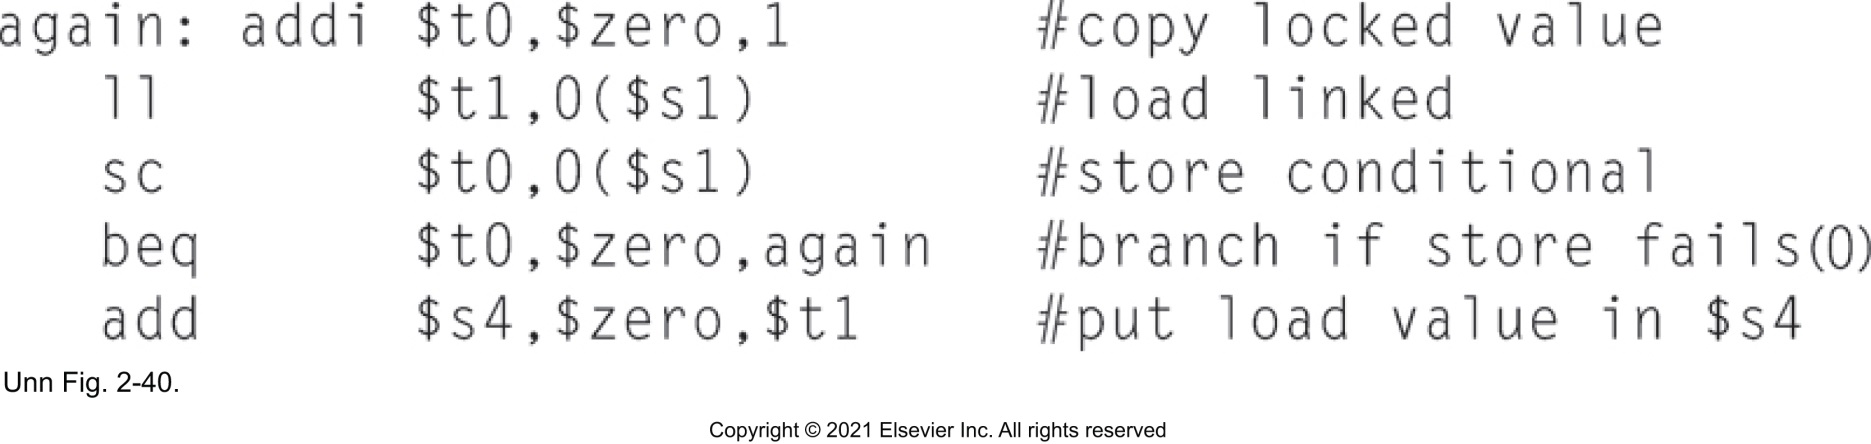 again: addi $t0,$zero,1 #copy locked value
ll $t1,0($s1) #load linked
sc $t0,0($s1) #store conditional
beq $t0,$zero,again #branch if store fails(0)
add $s4,$zero,$t1 #put load value in $s4
Unn Fig. 2-40.
Copyright © 2021 Elsevier Inc. All rights reserved